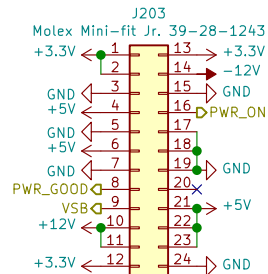 J203
Molex Mini-fit Jr. 39-28-1243
+3.3V 1 13 +3.3V
2 14 -12V
GND 3 15 GND
+5V 4 16 PWR_ON
GND 5 17
+5V 6 18
GND 7 19 GND
PWR_GOOD 8 20
VSB 9 21 +5V
+12V 10 22
11 23
+3.3V 12 24 GND